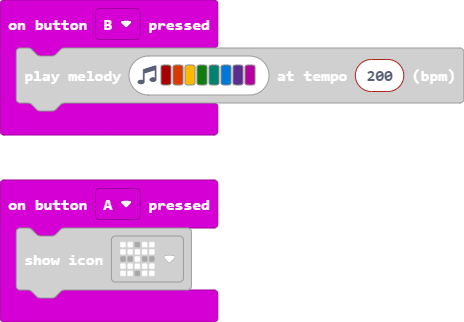 on button B pressed
play melody at tempo 200 (bpm)
on button A pressed
show icon